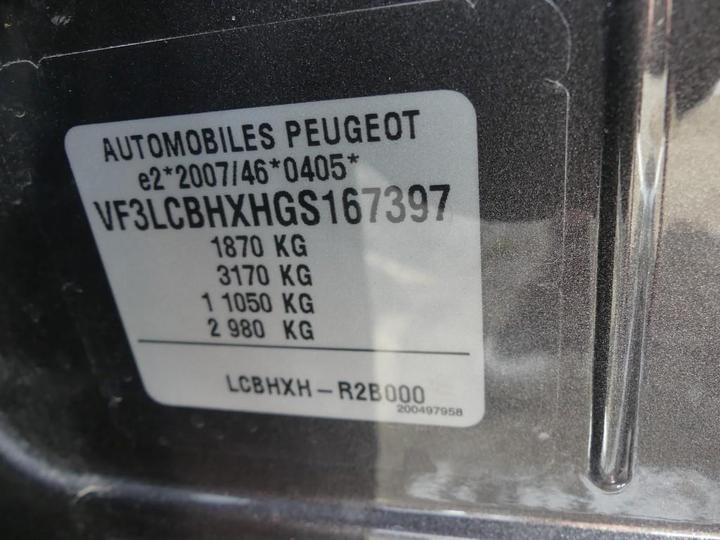 AUTOMOBILES PEUGEOT
e2*2007/46*0405*
VF3LCBHXHGS167397
1870 KG
3170 KG
1 1050 KG
2 980 KG
LCBHXH - R2B000
200497958